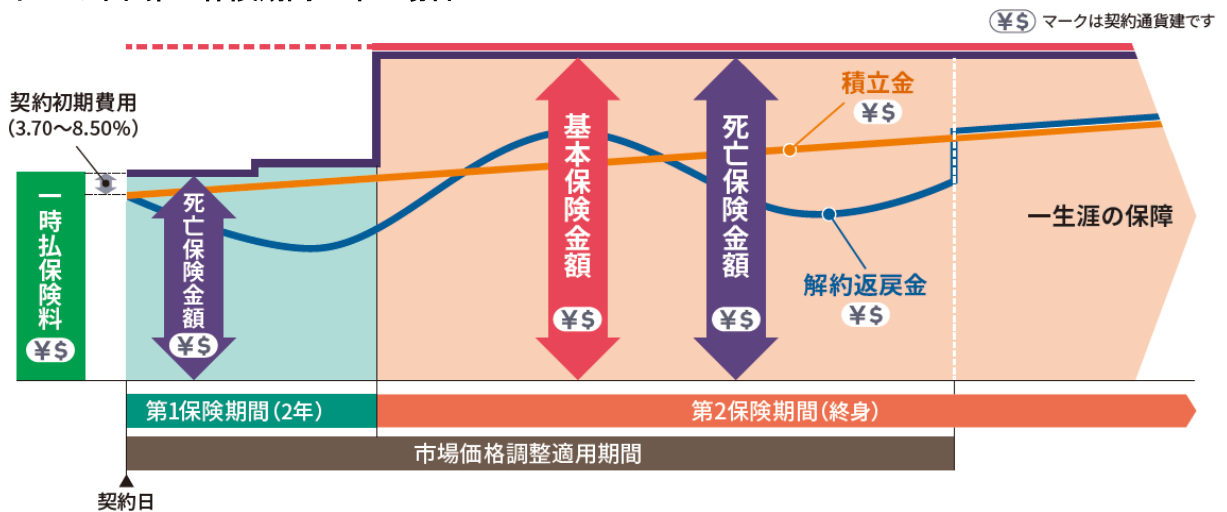 ¥$ マークは契約通貨建です
契約初期費用
(3.70〜8.50%)
一時払保険料
¥$
死亡保険金額
¥$
基本保険金額
¥$
死亡保険金額
¥$
積立金
¥$
解約返戻金
¥$
一生涯の保障
第1保険期間(2年)
第2保険期間(終身)
市場価格調整適用期間
契約日